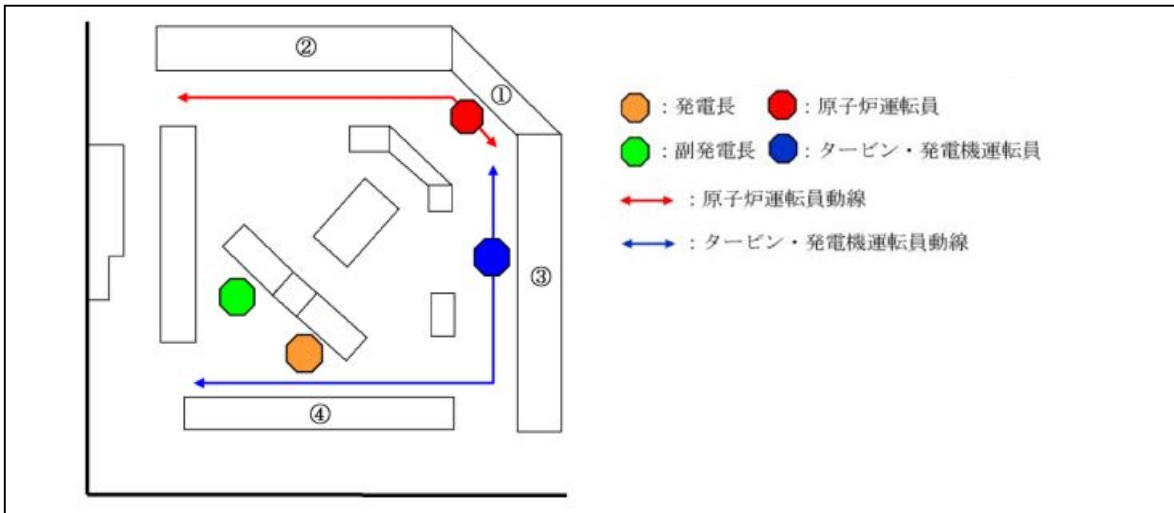 ②
①
③
④
：発電長 ：原子炉運転員
：副発電長 ：タービン・発電機運転員
：原子炉運転員動線
：タービン・発電機運転員動線